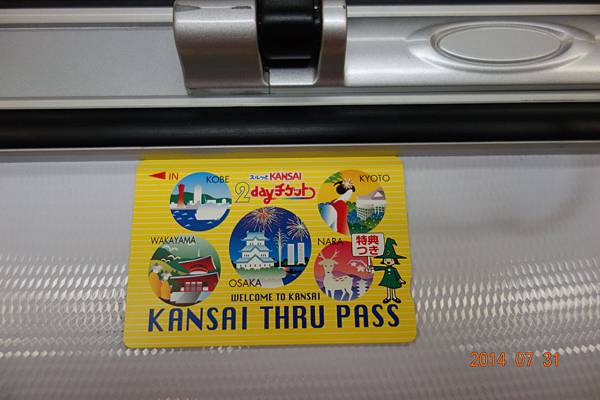 IN
KOBE
スルッとKANSAI
2dayチケット
KYOTO
WAKAYAMA
OSAKA
NARA
特典
つき
WELCOME TO KANSAI
KANSAI THRU PASS
2014 07 31